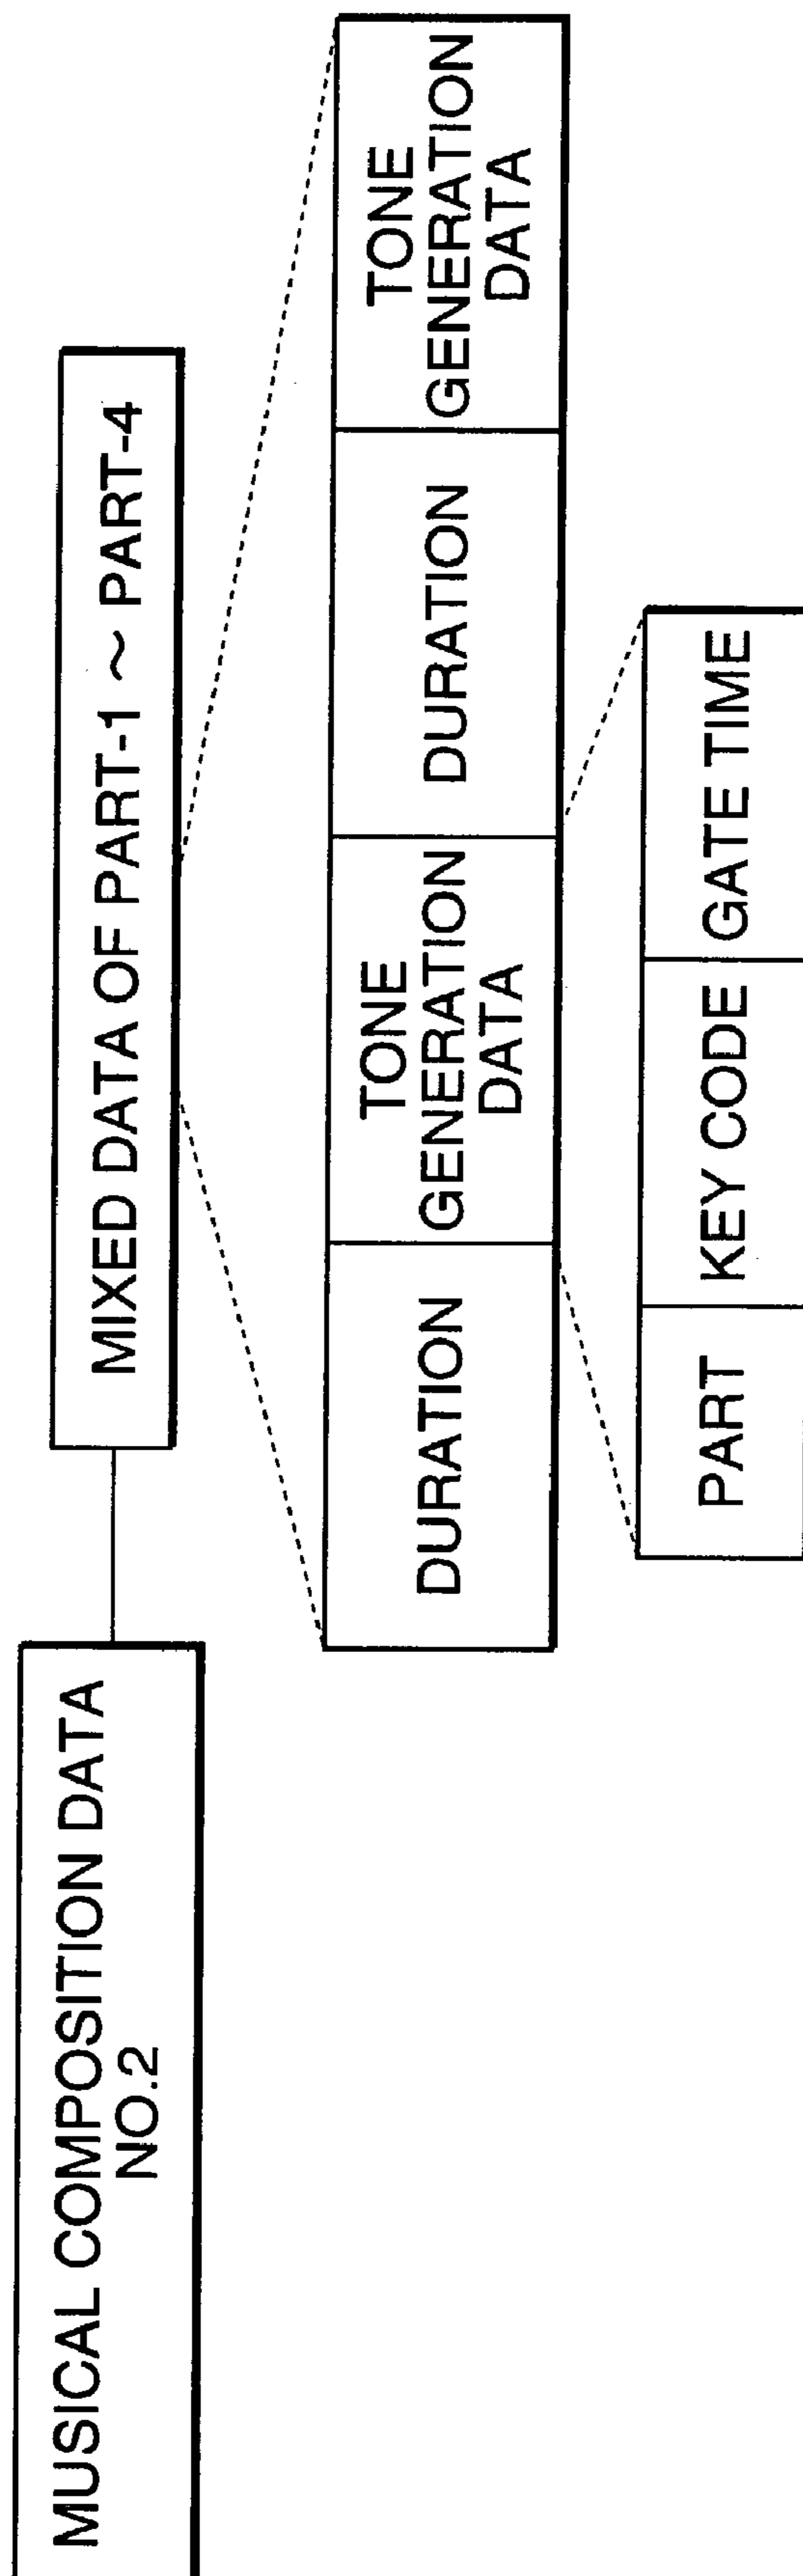 MUSICAL COMPOSITION DATA
NO.2
MIXED DATA OF PART-1 ~ PART-4
DURATION
TONE
GENERATION
DATA
DURATION
TONE
GENERATION
DATA
PART
KEY CODE
GATE TIME